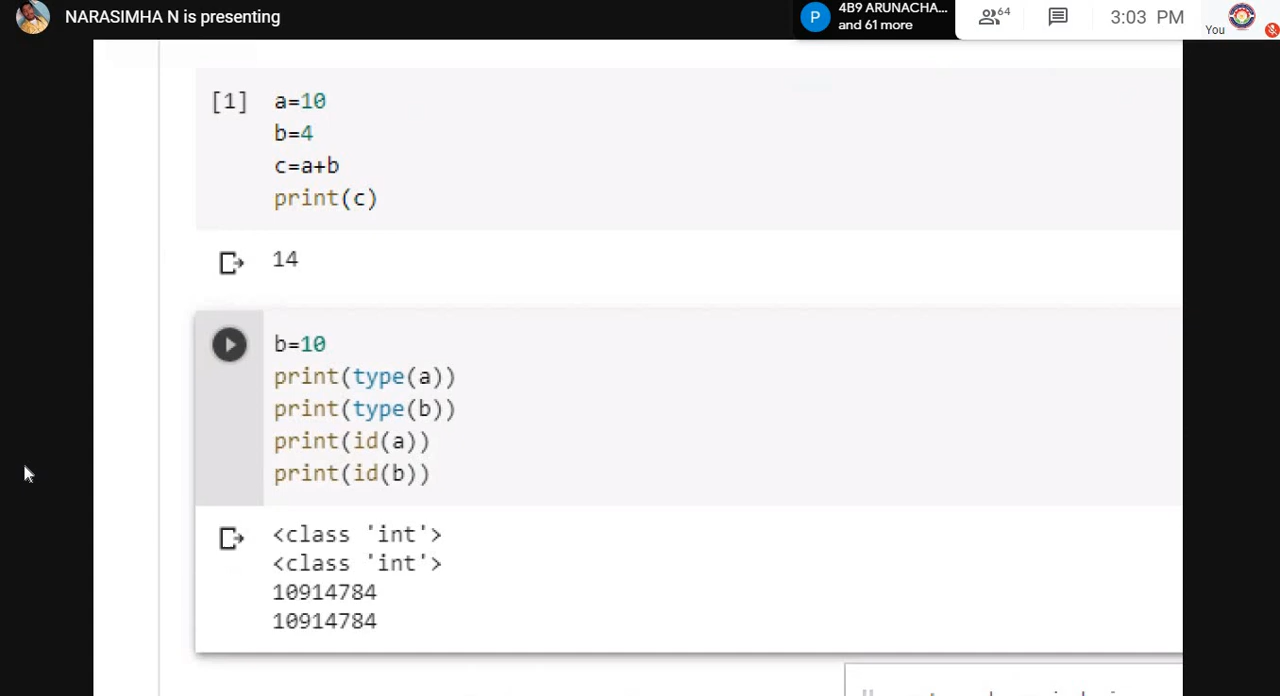 NARASIMHA N is presenting
P
4B9 ARUNACHA...
and 61 more
64
3:03 PM
You
[1]
a=10
b=4
c=a+b
print(c)
14
b=10
print(type(a))
print(type(b))
print(id(a))
print(id(b))
<class 'int'>
<class 'int'>
10914784
10914784